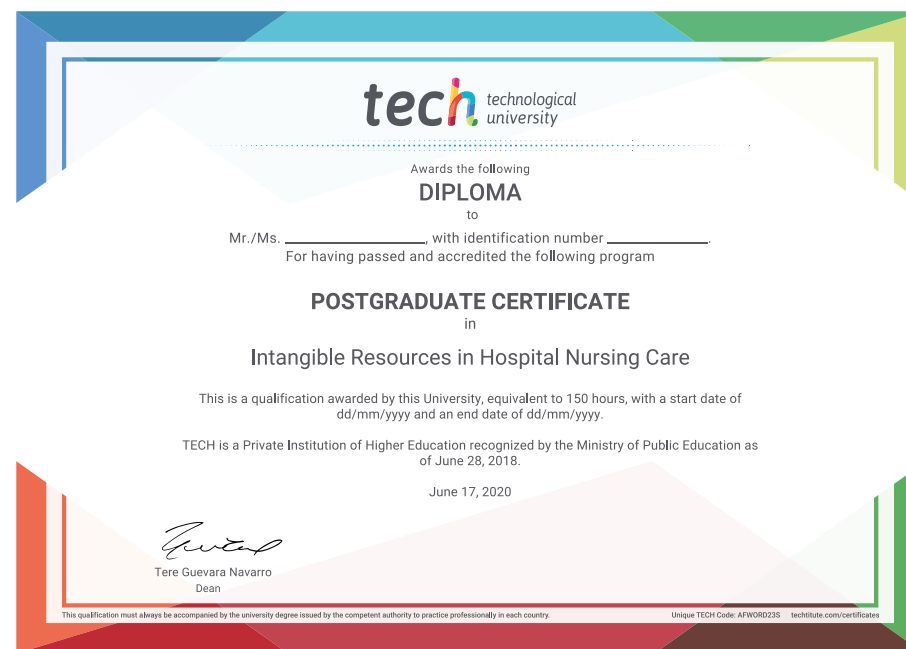 tech technological
university
Awards the following
DIPLOMA
to
Mr./Ms. ____________________, with identification number ______________.
For having passed and accredited the following program
POSTGRADUATE CERTIFICATE
in
Intangible Resources in Hospital Nursing Care
This is a qualification awarded by this University, equivalent to 150 hours, with a start date of
dd/mm/yyyy and an end date of dd/mm/yyyy.
TECH is a Private Institution of Higher Education recognized by the Ministry of Public Education as
of June 28, 2018.
June 17, 2020
Tere Guevara Navarro
Dean
This qualification must always be accompanied by the university degree issued by the competent authority to practice professionally in each country.
Unique TECH Code: AFWORD23S techtitute.com/certificates